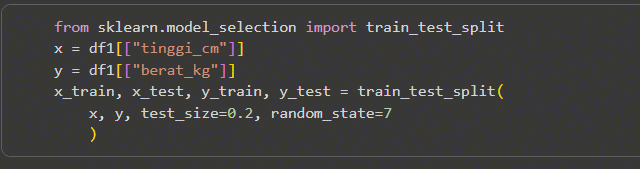 from sklearn.model_selection import train_test_split
x = df1[["tinggi_cm"]]
y = df1[["berat_kg"]]
x_train, x_test, y_train, y_test = train_test_split(
    x, y, test_size=0.2, random_state=7
    )